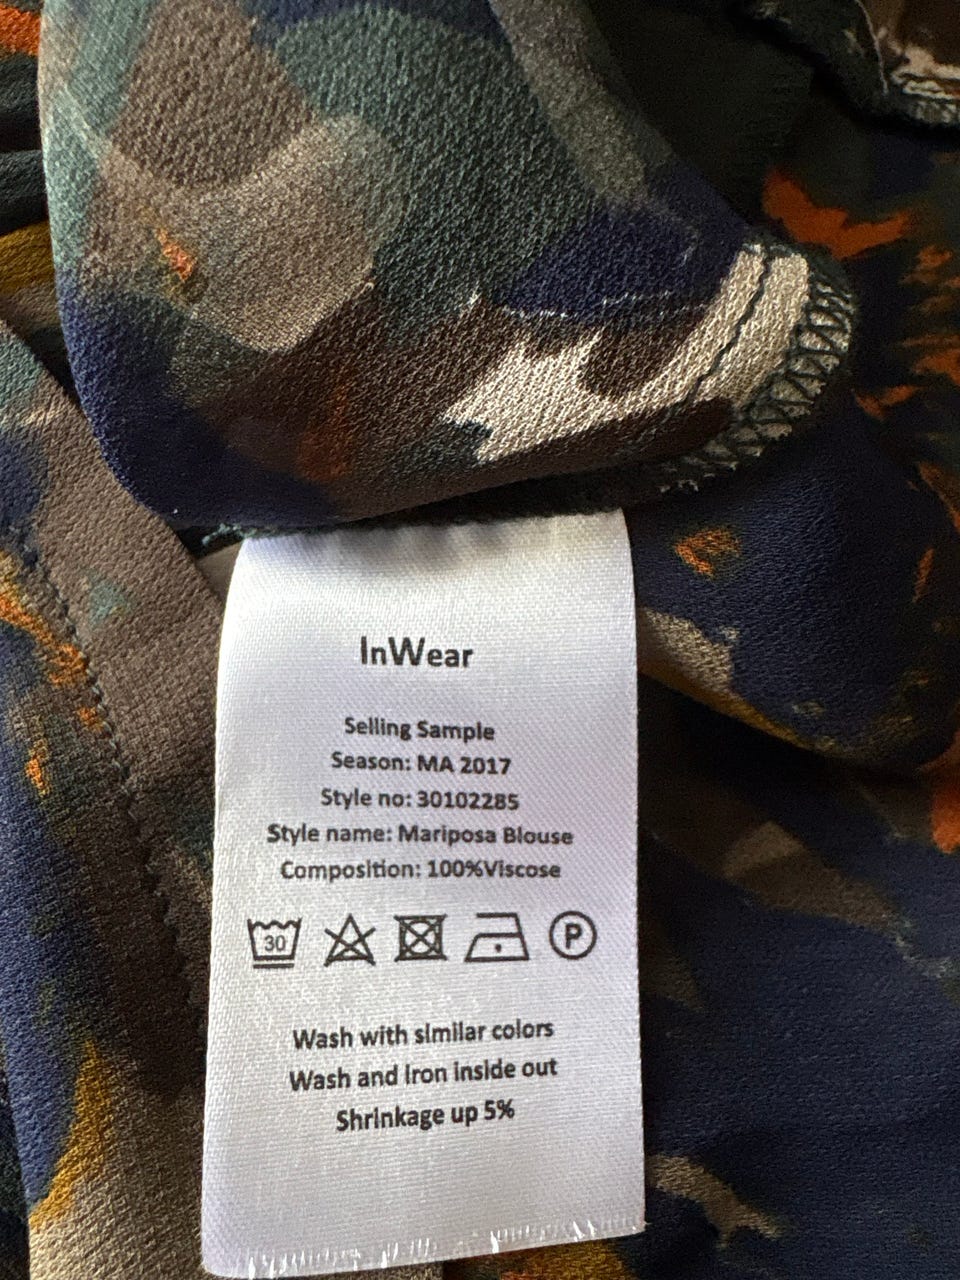 InWear
Selling Sample
Season: MA 2017
Style no: 30102285
Style name: Mariposa Blouse
Composition: 100%Viscose
30 P
Wash with similar colors
Wash and iron inside out
Shrinkage up 5%